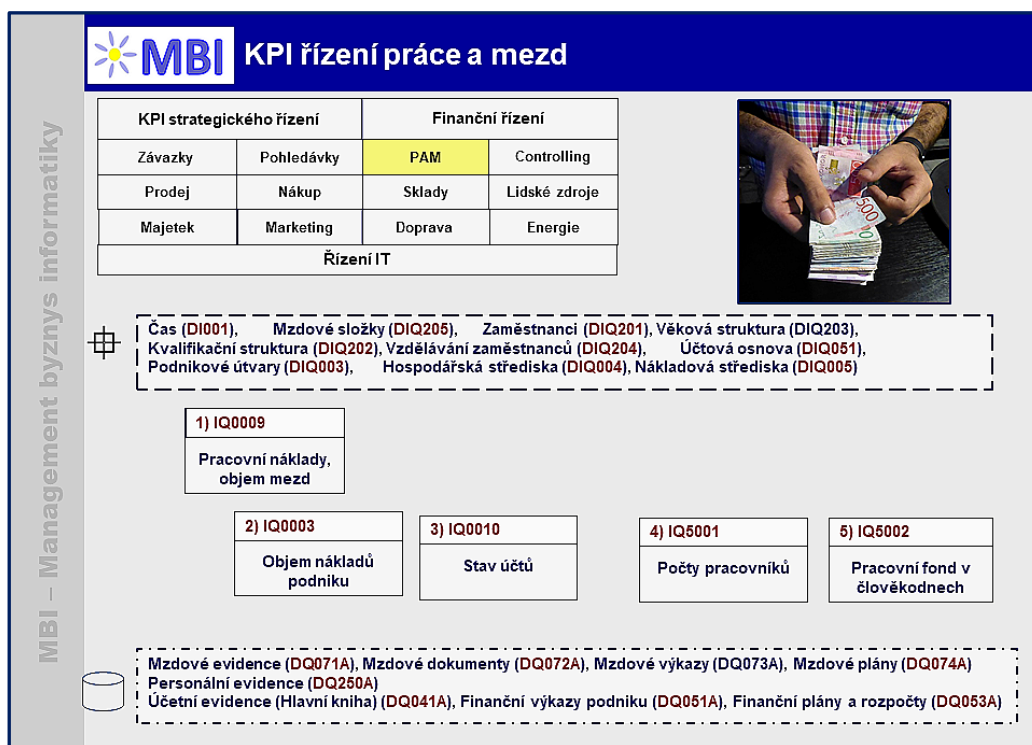 MBI
KPI řízení práce a mezd
MBI – Management byznys informatiky
KPI strategického řízení
Finanční řízení
Závazky
Pohledávky
PAM
Controlling
Prodej
Nákup
Sklady
Lidské zdroje
Majetek
Marketing
Doprava
Energie
Řízení IT
500
Čas (DI001), Mzdové složky (DIQ205), Zaměstnanci (DIQ201), Věková struktura (DIQ203),
Kvalifikační struktura (DIQ202), Vzdělávání zaměstnanců (DIQ204), Účtová osnova (DIQ051),
Podnikové útvary (DIQ003), Hospodářská střediska (DIQ004), Nákladová střediska (DIQ005)
1) IQ0009
Pracovní náklady,
objem mezd
2) IQ0003
Objem nákladů
podniku
3) IQ0010
Stav účtů
4) IQ5001
Počty pracovníků
5) IQ5002
Pracovní fond v
člověkodnech
Mzdové evidence (DQ071A), Mzdové dokumenty (DQ072A), Mzdové výkazy (DQ073A), Mzdové plány (DQ074A)
Personální evidence (DQ250A)
Účetní evidence (Hlavní kniha) (DQ041A), Finanční výkazy podniku (DQ051A), Finanční plány a rozpočty (DQ053A)